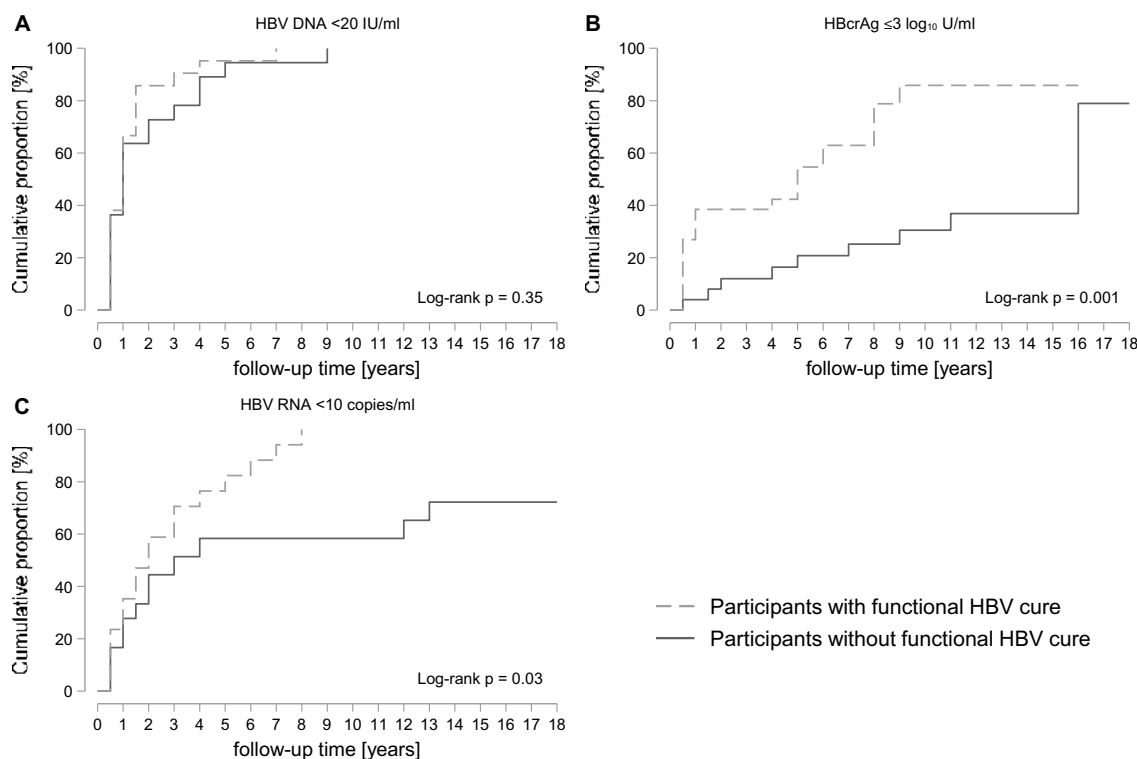 A
HBV DNA <20 IU/ml
Cumulative proportion [%]
100
80
60
40
20
0
Log-rank p = 0.35
0 1 2 3 4 5 6 7 8 9 10 11 12 13 14 15 16 17 18
follow-up time [years]
B
HBcrAg ≤3 log₁₀ U/ml
Cumulative proportion [%]
100
80
60
40
20
0
Log-rank p = 0.001
0 1 2 3 4 5 6 7 8 9 10 11 12 13 14 15 16 17 18
follow-up time [years]
C
HBV RNA <10 copies/ml
Cumulative proportion [%]
100
80
60
40
20
0
Log-rank p = 0.03
0 1 2 3 4 5 6 7 8 9 10 11 12 13 14 15 16 17 18
follow-up time [years]
Participants with functional HBV cure
Participants without functional HBV cure